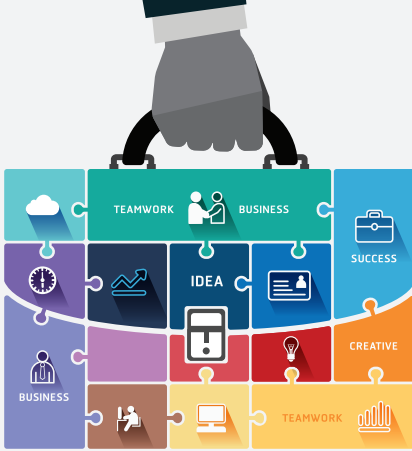 TEAMWORK
BUSINESS
SUCCESS
IDEA
CREATIVE
BUSINESS
TEAMWORK